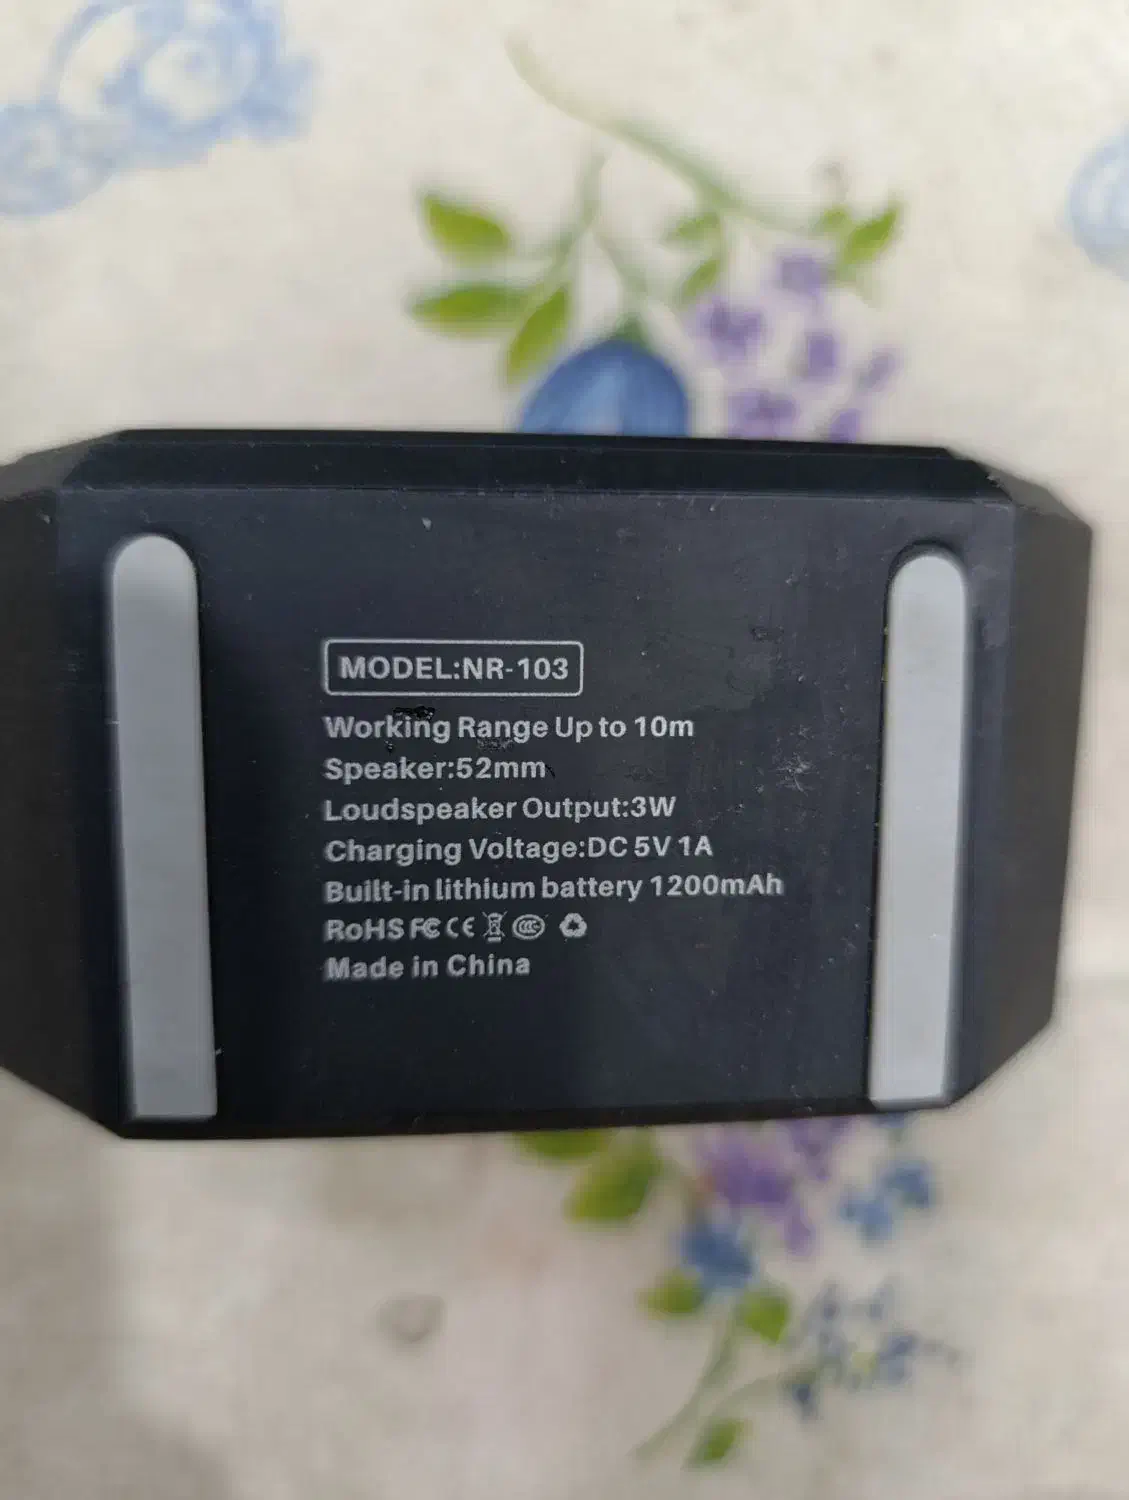 MODEL:NR-103
Working Range Up to 10m
Speaker:52mm
Loudspeaker Output:3W
Charging Voltage:DC 5V 1A
Built-in lithium battery 1200mAh
RoHS FC CE CCC
Made in China